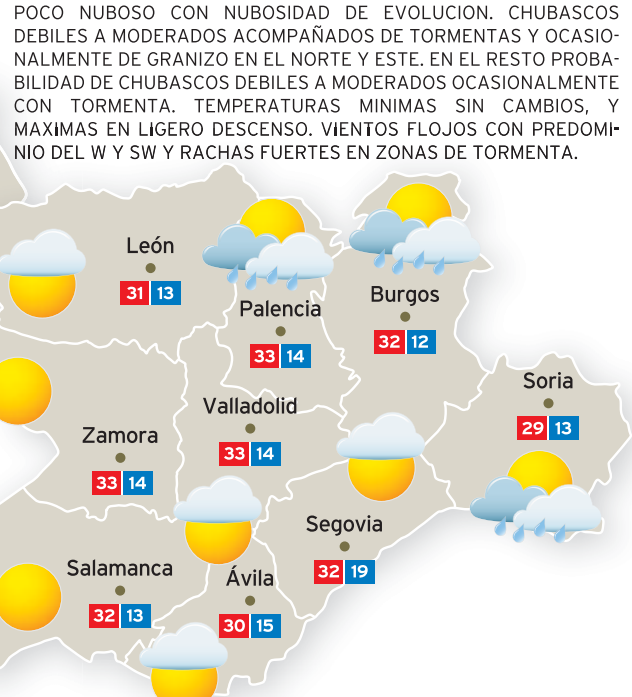 POCO NUBOSO CON NUBOSIDAD DE EVOLUCION. CHUBASCOS
DEBILES A MODERADOS ACOMPAÑADOS DE TORMENTAS Y OCASIO-
NALMENTE DE GRANIZO EN EL NORTE Y ESTE. EN EL RESTO PROBA-
BILIDAD DE CHUBASCOS DEBILES A MODERADOS OCASIONALMENTE
CON TORMENTA. TEMPERATURAS MINIMAS SIN CAMBIOS, Y
MAXIMAS EN LIGERO DESCENSO. VIENTOS FLOJOS CON PREDOMI-
NIO DEL W Y SW Y RACHAS FUERTES EN ZONAS DE TORMENTA.
León
31 13
Burgos
32 12
Palencia
33 14
Soria
29 13
Valladolid
33 14
Zamora
33 14
Segovia
32 19
Salamanca
32 13
Ávila
30 15